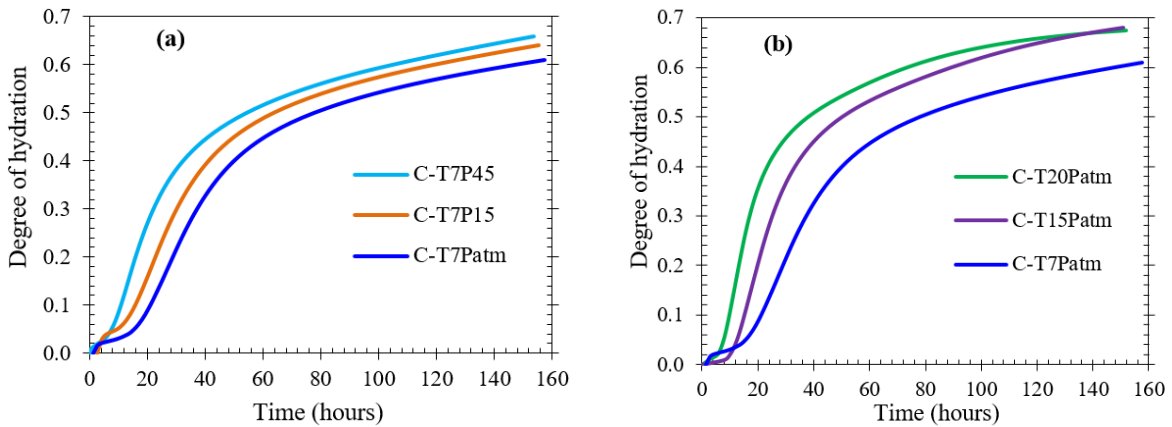 (a)
Degree of hydration
0.7
0.6
0.5
0.4
0.3
0.2
0.1
0.0
C-T7P45
C-T7P15
C-T7Patm
0 20 40 60 80 100 120 140 160
Time (hours)
(b)
Degree of hydration
0.7
0.6
0.5
0.4
0.3
0.2
0.1
0.0
C-T20Patm
C-T15Patm
C-T7Patm
0 20 40 60 80 100 120 140 160
Time (hours)